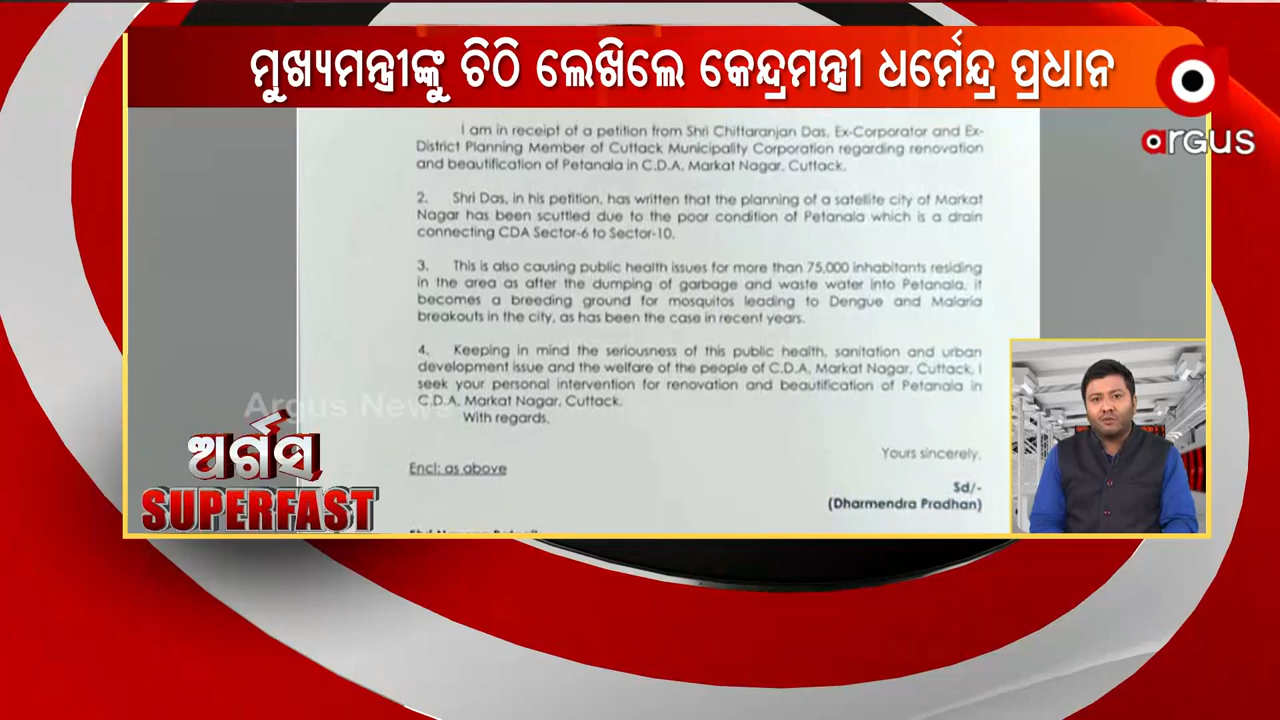 ମୁଖ୍ୟମନ୍ତ୍ରୀଙ୍କୁ ଚିଠି ଲେଖିଲେ କେନ୍ଦ୍ରମନ୍ତ୍ରୀ ଧର୍ମେନ୍ଦ୍ର ପ୍ରଧାନ
argus
I am in receipt of a petition from Shri Chittaranjan Das, Ex-Corporator and Ex-
District Planning Member of Cuttack Municipality Corporation regarding renovation
and beautification of Petanala in C.D.A, Markat Nagar, Cuttack.
2. Shri Das, in his petition, has written that the planning of a satellite city of Markat
Nagar has been scuttled due to the poor condition of Petanala which is a drain
connecting CDA Sector-6 to Sector-10.
3. This is also causing public health issues for more than 75,000 inhabitants residing
in the area as after the dumping of garbage and waste water into Petanala, it
becomes a breeding ground for mosquitos leading to Dengue and Malaria
breakouts in the city, as has been the case in recent years.
4. Keeping in mind the seriousness of this public health, sanitation and urban
development issue and the welfare of the people of C.D.A, Markat Nagar, Cuttack, I
seek your personal intervention for renovation and beautification of Petanala in
C.D.A. Markat Nagar, Cuttack.
With regards,
Yours sincerely,
Encl: as above
Sd/-
(Dharmendra Pradhan)
Argus News
ଅର୍ଗସ
SUPERFAST